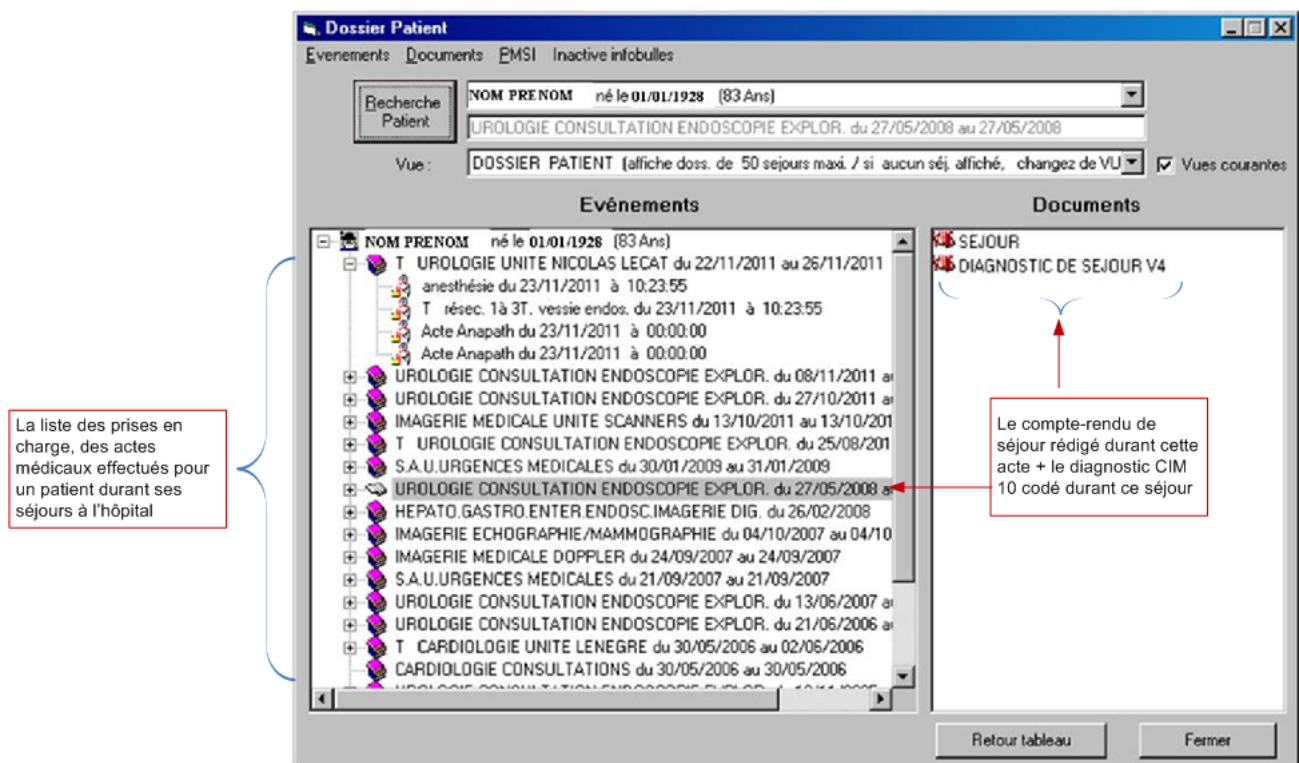 Dossier Patient
Evenements Documents PMSI Inactive infobulles
Recherche
Patient
NOM PRENOM né le 01/01/1928 (83 Ans)
UROLOGIE CONSULTATION ENDOSCOPIE EXPLOR. du 27/05/2008 au 27/05/2008
Vue :
DOSSIER PATIENT (affiche doss. de 50 sejours maxi. / si aucun séj. affiché, changez de VU
Vues courantes
Evénements
NOM PRENOM né le 01/01/1928 (83 Ans)
T UROLOGIE UNITE NICOLAS LECAT du 22/11/2011 au 26/11/2011
anesthésie du 23/11/2011 à 10:23:55
T résec. 1à 3T. vessie endos. du 23/11/2011 à 10:23:55
Acte Anapath du 23/11/2011 à 00:00:00
Acte Anapath du 23/11/2011 à 00:00:00
UROLOGIE CONSULTATION ENDOSCOPIE EXPLOR. du 08/11/2011 au
UROLOGIE CONSULTATION ENDOSCOPIE EXPLOR. du 27/10/2011 au
IMAGERIE MEDICALE UNITE SCANNERS du 13/10/2011 au 13/10/201
T UROLOGIE CONSULTATION ENDOSCOPIE EXPLOR. du 25/08/201
S.A.U.URGENCES MEDICALES du 30/01/2009 au 31/01/2009
UROLOGIE CONSULTATION ENDOSCOPIE EXPLOR. du 27/05/2008 au
HEPATO.GASTRO.ENTER.ENDOSC.IMAGERIE DIG. du 26/02/2008
IMAGERIE ECHOGRAPHIE/MAMMOGRAPHIE du 04/10/2007 au 04/10
IMAGERIE MEDICALE DOPPLER du 24/09/2007 au 24/09/2007
S.A.U.URGENCES MEDICALES du 21/09/2007 au 21/09/2007
UROLOGIE CONSULTATION ENDOSCOPIE EXPLOR. du 13/06/2007 au
UROLOGIE CONSULTATION ENDOSCOPIE EXPLOR. du 21/06/2006 au
T CARDIOLOGIE UNITE LENEGRE du 30/05/2006 au 02/06/2006
CARDIOLOGIE CONSULTATIONS du 30/05/2006 au 30/05/2006
Documents
SEJOUR
DIAGNOSTIC DE SEJOUR V4
Retour tableau
Fermer
La liste des prises en
charge, des actes
médicaux effectués pour
un patient durant ses
séjours à l'hôpital
Le compte-rendu de
séjour rédigé durant cette
acte + le diagnostic CIM
10 codé durant ce séjour